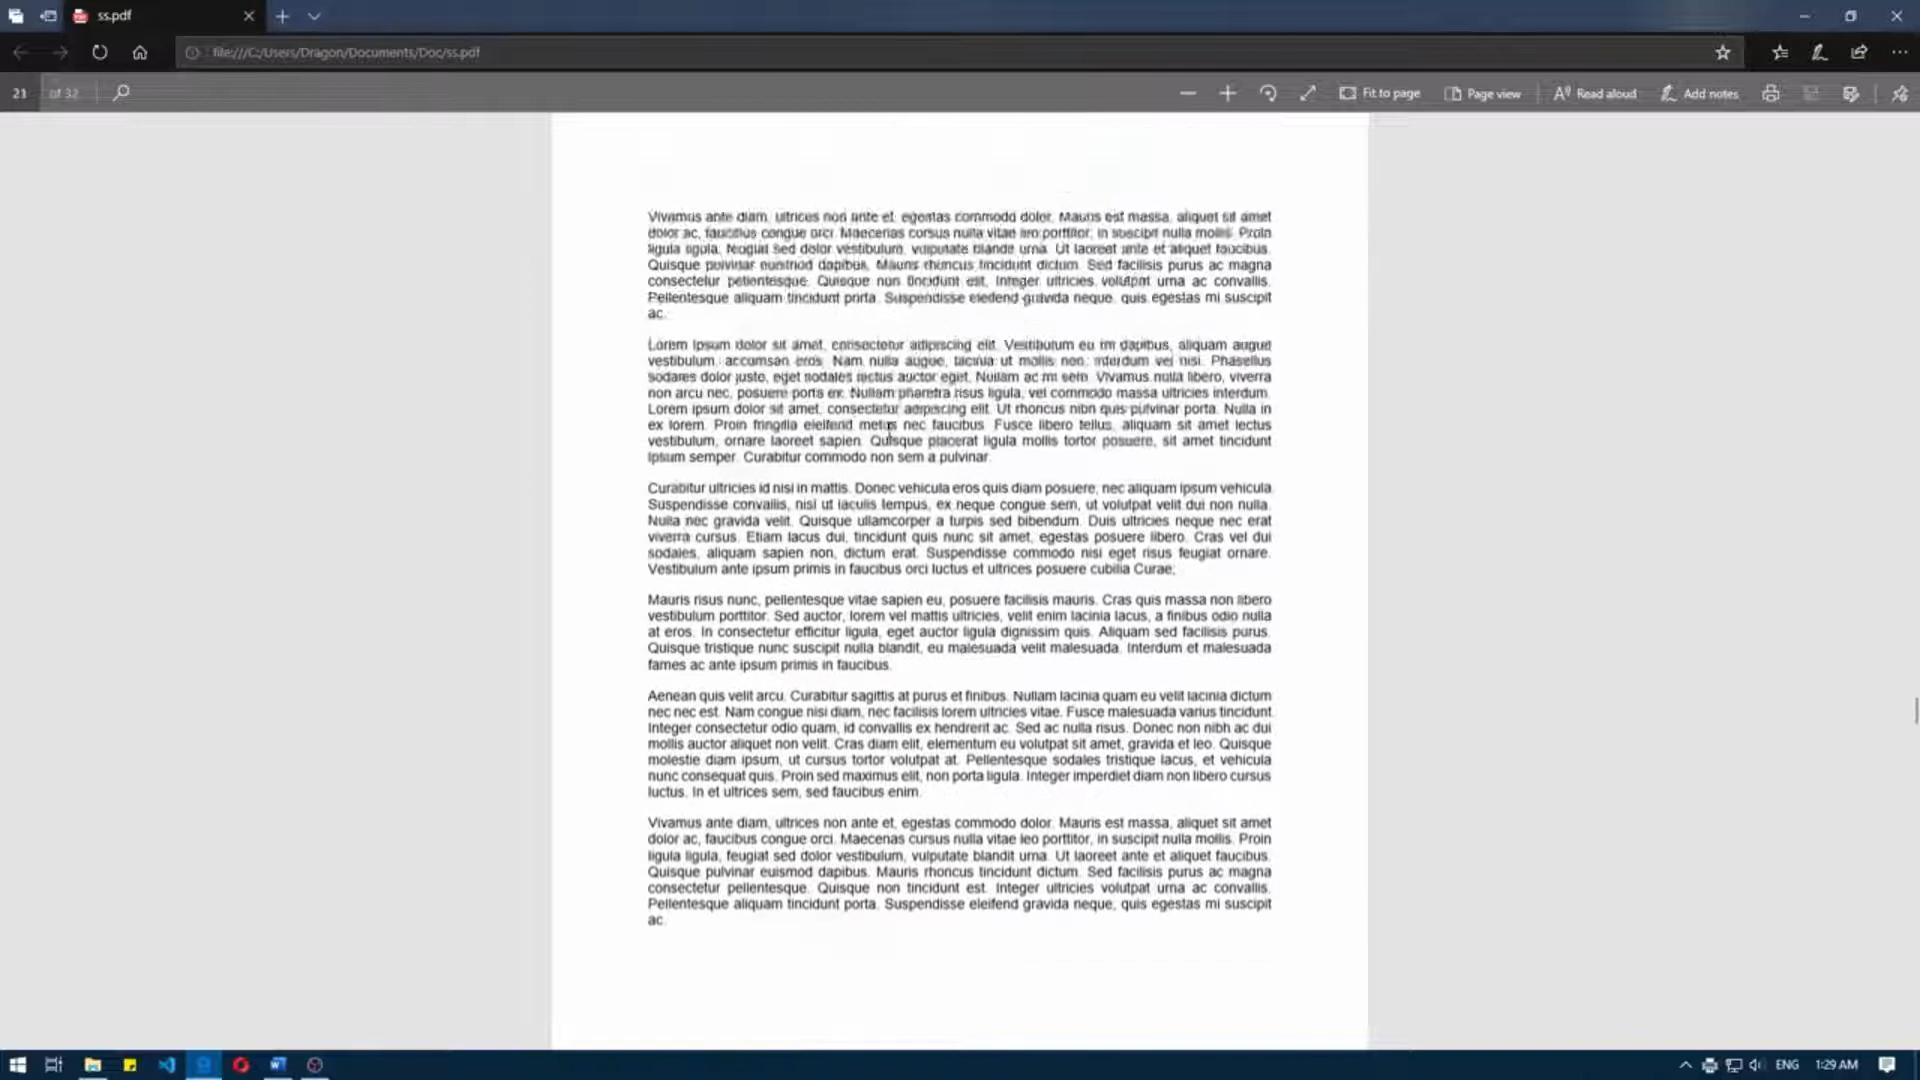 ss.pdf
file:///C:/Users/Dragon/Documents/Doc/ss.pdf
21 of 32 Fit to page Page view Read aloud Add notes
Vivamus ante diam, ultrices non ante et, egestas commodo dolor. Mauris est massa, aliquet sit amet
dolor ac, faucibus congue orci. Maecenas cursus nulla vitae leo porttitor, in suscipit nulla mollis. Proin
ligula ligula, feugiat sed dolor vestibulum, vulputate blandit urna. Ut laoreet ante et aliquet faucibus.
Quisque pulvinar euismod dapibus. Mauris rhoncus tincidunt dictum. Sed facilisis purus ac magna
consectetur pellentesque. Quisque non tincidunt est. Integer ultricies volutpat urna ac convallis.
Pellentesque aliquam tincidunt porta. Suspendisse eleifend gravida neque, quis egestas mi suscipit
ac.
Lorem ipsum dolor sit amet, consectetur adipiscing elit. Vestibulum eu mi dapibus, aliquam augue
vestibulum, accumsan eros. Nam nulla augue, lacinia ut mollis non, interdum vel nisi. Phasellus
sodales dolor justo, eget sodales lectus auctor eget. Nullam ac mi sem. Vivamus nulla libero, viverra
non arcu nec, posuere porta ex. Nullam pharetra risus ligula, vel commodo massa ultricies interdum.
Lorem ipsum dolor sit amet, consectetur adipiscing elit. Ut rhoncus nibh quis pulvinar porta. Nulla in
ex lorem. Proin fringilla eleifend metus nec faucibus. Fusce libero tellus, aliquam sit amet lectus
vestibulum, ornare laoreet sapien. Quisque placerat ligula mollis tortor posuere, sit amet tincidunt
ipsum semper. Curabitur commodo non sem a pulvinar.
Curabitur ultricies id nisi in mattis. Donec vehicula eros quis diam posuere, nec aliquam ipsum vehicula.
Suspendisse convallis, nisl ut iaculis tempus, ex neque congue sem, ut volutpat velit dui non nulla.
Nulla nec gravida velit. Quisque ullamcorper a turpis sed bibendum. Duis ultricies neque nec erat
viverra cursus. Etiam lacus dui, tincidunt quis nunc sit amet, egestas posuere libero. Cras vel dui
sodales, aliquam sapien non, dictum erat. Suspendisse commodo nisi eget risus feugiat ornare.
Vestibulum ante ipsum primis in faucibus orci luctus et ultrices posuere cubilia Curae;
Mauris risus nunc, pellentesque vitae sapien eu, posuere facilisis mauris. Cras quis massa non libero
vestibulum porttitor. Sed auctor, lorem vel mattis ultricies, velit enim lacinia lacus, a finibus odio nulla
at eros. In consectetur efficitur ligula, eget auctor ligula dignissim quis. Aliquam sed facilisis purus.
Quisque tristique nunc suscipit nulla blandit, eu malesuada velit malesuada. Interdum et malesuada
fames ac ante ipsum primis in faucibus.
Aenean quis velit arcu. Curabitur sagittis at purus et finibus. Nullam lacinia quam eu velit lacinia dictum
nec nec est. Nam congue nisi diam, nec facilisis lorem ultricies vitae. Fusce malesuada varius tincidunt.
Integer consectetur odio quam, id convallis ex hendrerit ac. Sed ac nulla risus. Donec non nibh ac dui
mollis auctor aliquet non velit. Cras diam elit, elementum eu volutpat sit amet, gravida et leo. Quisque
molestie diam ipsum, ut cursus tortor volutpat at. Pellentesque sodales tristique lacus, et vehicula
nunc consequat quis. Proin sed maximus elit, non porta ligula. Integer imperdiet diam non libero cursus
luctus. In et ultrices sem, sed faucibus enim.
Vivamus ante diam, ultrices non ante et, egestas commodo dolor. Mauris est massa, aliquet sit amet
dolor ac, faucibus congue orci. Maecenas cursus nulla vitae leo porttitor, in suscipit nulla mollis. Proin
ligula ligula, feugiat sed dolor vestibulum, vulputate blandit urna. Ut laoreet ante et aliquet faucibus.
Quisque pulvinar euismod dapibus. Mauris rhoncus tincidunt dictum. Sed facilisis purus ac magna
consectetur pellentesque. Quisque non tincidunt est. Integer ultricies volutpat urna ac convallis.
Pellentesque aliquam tincidunt porta. Suspendisse eleifend gravida neque, quis egestas mi suscipit
ac.
ENG 1:29 AM